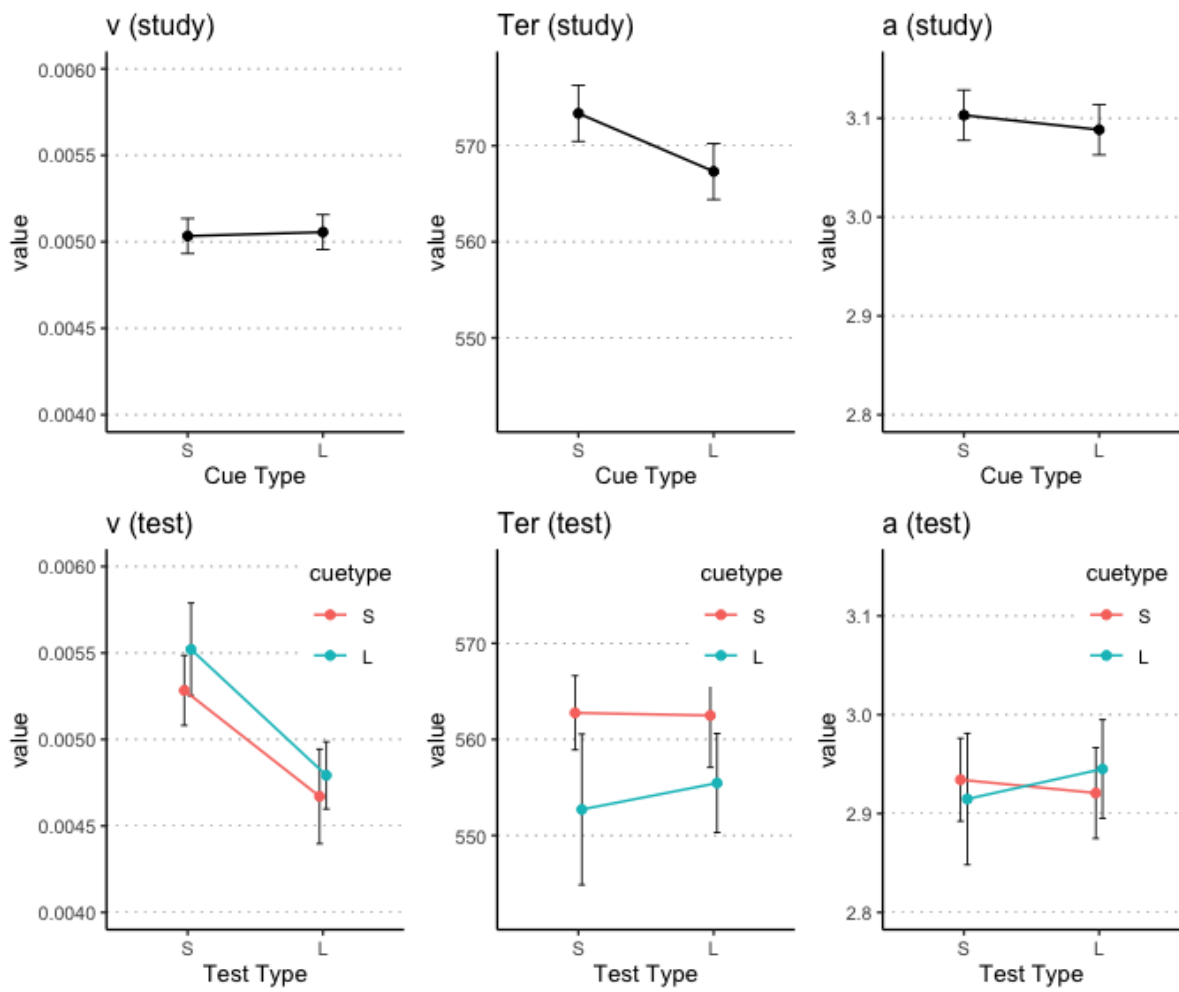 v (study)
0.0060
0.0055
0.0050
0.0045
0.0040
value
S L
Cue Type
Ter (study)
570
560
550
value
S L
Cue Type
a (study)
3.1
3.0
2.9
2.8
value
S L
Cue Type
v (test)
0.0060
0.0055
0.0050
0.0045
0.0040
value
cuetype
S
L
S L
Test Type
Ter (test)
570
560
550
value
cuetype
S
L
S L
Test Type
a (test)
3.1
3.0
2.9
2.8
value
cuetype
S
L
S L
Test Type